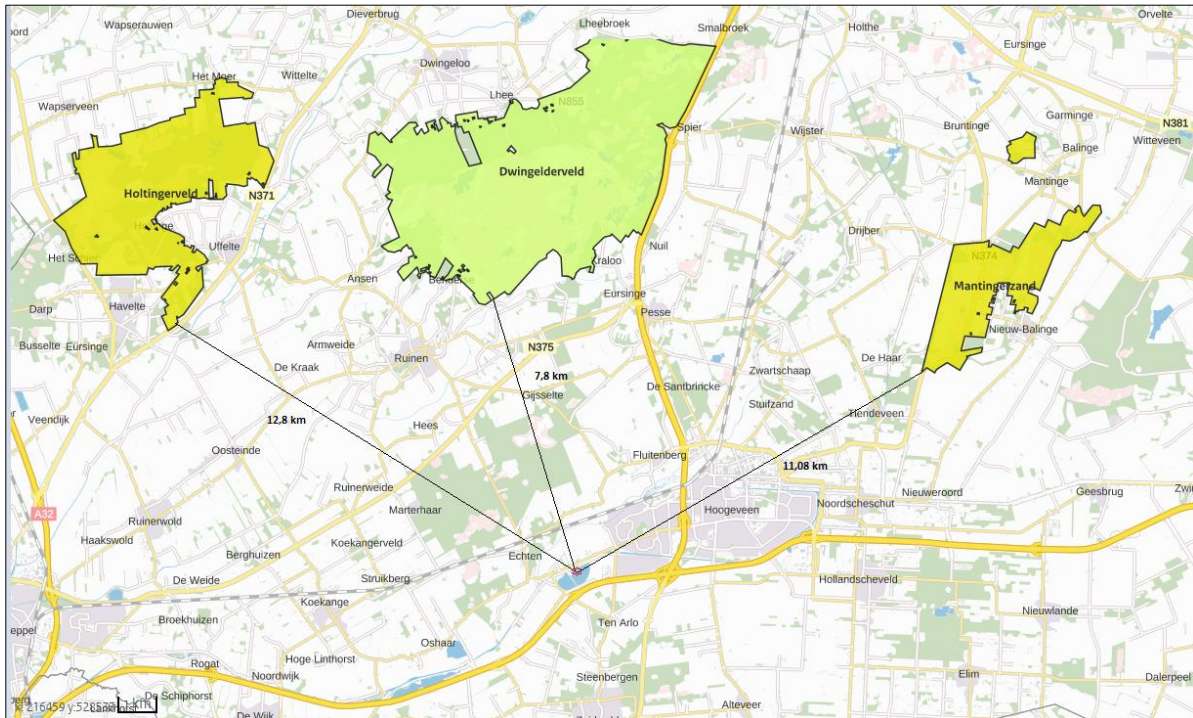 Wapserauwen
Dieverbrug
Lheebroek
Smalbroek
Holthe
Orvelte
Eursinge
Het Moer
Wittelte
Dwingeloo
Lhee
N855
Wapserveen
Spier
Wijster
Bruntinge
Garminge
N381
Balinge
Witteveen
Mantinge
Dwingelderveld
Holtingerveld
N371
Uffelte
Drijber
Nuil
Kraloo
N374
Ansen
Mantingerzand
Eursinge
Pesse
Nieuw-Balinge
Havelte
Darp
Busselte
Eursinge
Armweide
Ruinen
N375
De Kraak
7,8 km
Gijsselte
De Santbrincke
Zwartschaap
De Haar
Stuifzand
Tiendeveen
Veendijk
12,8 km
Hees
Oosteinde
Fluitenberg
11,08 km
Ruinerweide
Nieuweroord
Geesbrug
A32
Ruinerwold
Marterhaar
Hoogeveen
Noordscheschut
Haakswold
Koekangerveld
Berghuizen
Echten
De Weide
Struikberg
Hollandscheveld
Koekange
Nieuwlande
Broekhuizen
Ten Arlo
Oshaar
Rogat
Hoge Linthorst
Noordwijk
Steenbergen
Elim
Dalerpeel
De Schiphorst
De Wijk
Alteveer